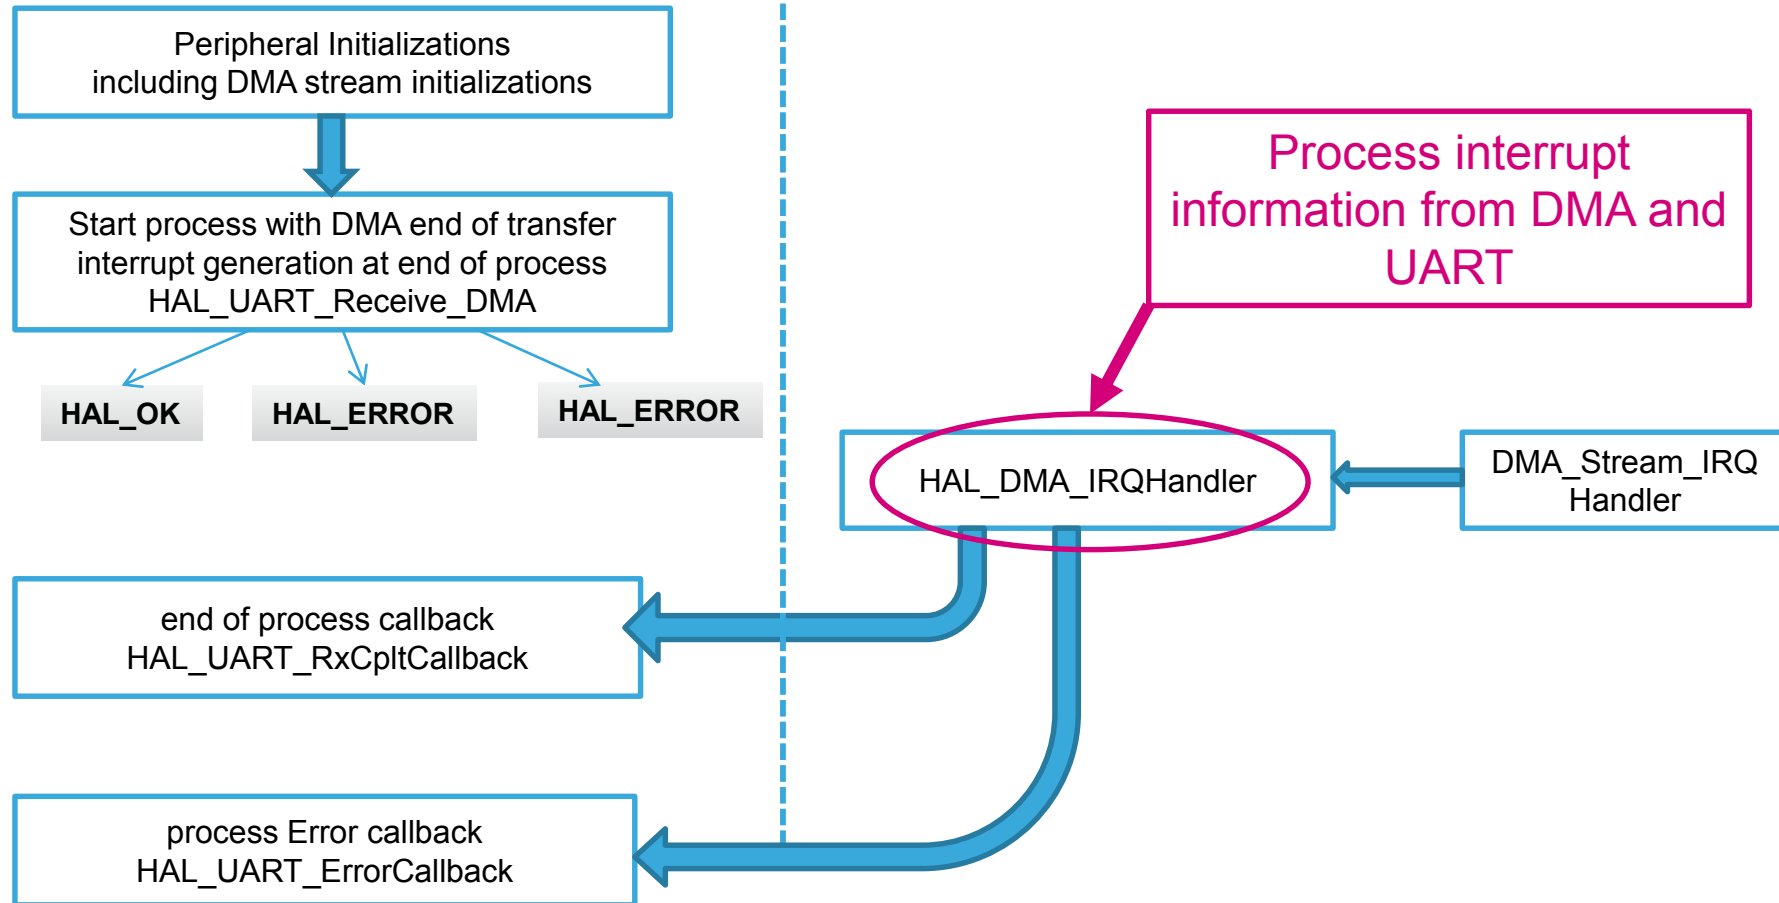 Peripheral Initializations
including DMA stream initializations
Start process with DMA end of transfer
interrupt generation at end of process
HAL_UART_Receive_DMA
HAL_OK
HAL_ERROR
HAL_ERROR
Process interrupt
information from DMA and
UART
HAL_DMA_IRQHandler
DMA_Stream_IRQ
Handler
end of process callback
HAL_UART_RxCpltCallback
process Error callback
HAL_UART_ErrorCallback